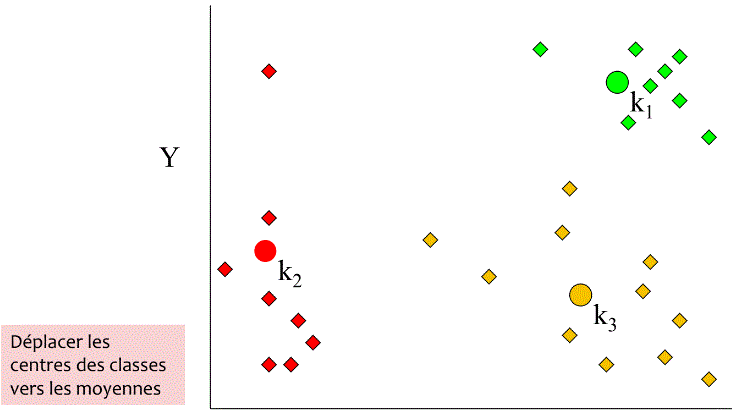 k₁
Y
k₂
k₃
Déplacer les
centres des classes
vers les moyennes